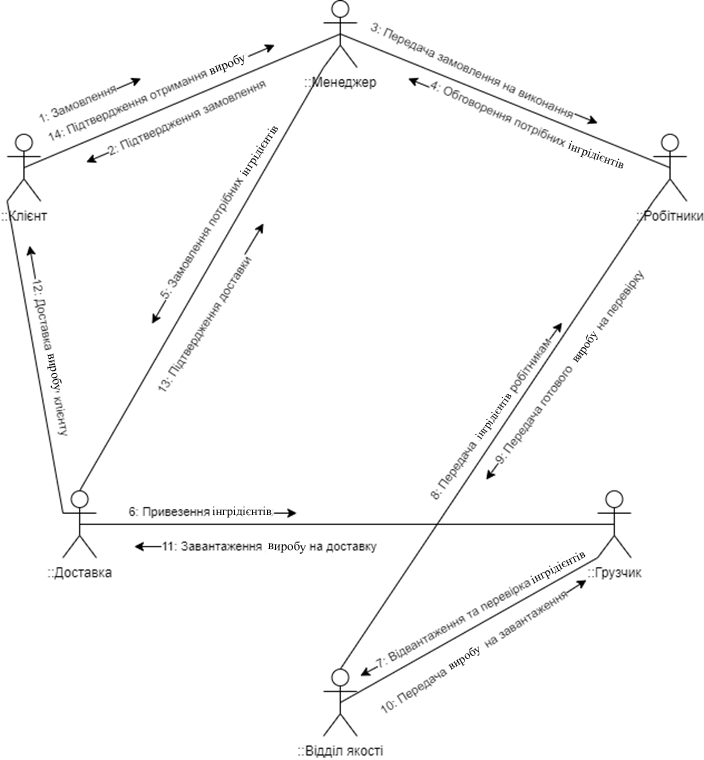 3: Передача замовлення на виконання
1: Замовлення
14: Підтвердження отримання виробу
::Менеджер
4: Обговорення потрібних інгрідієнтів
2: Підтвердження замовлення
::Клієнт
::Робітники
5: Замовлення потрібних інгрідієнтів
13: Підтвердження доставки
12: Доставка виробу, клієнту
8: Передача інгрідієнтів робітникам
9: Передача готового виробу на перевірку
6: Привезення інгрідієнтів
11: Завантаження виробу на доставку
::Доставка
::Грузчик
7: Відвантаження та перевірка інгрідієнтів
10: Передача виробу на завантаження
::Відділ якості